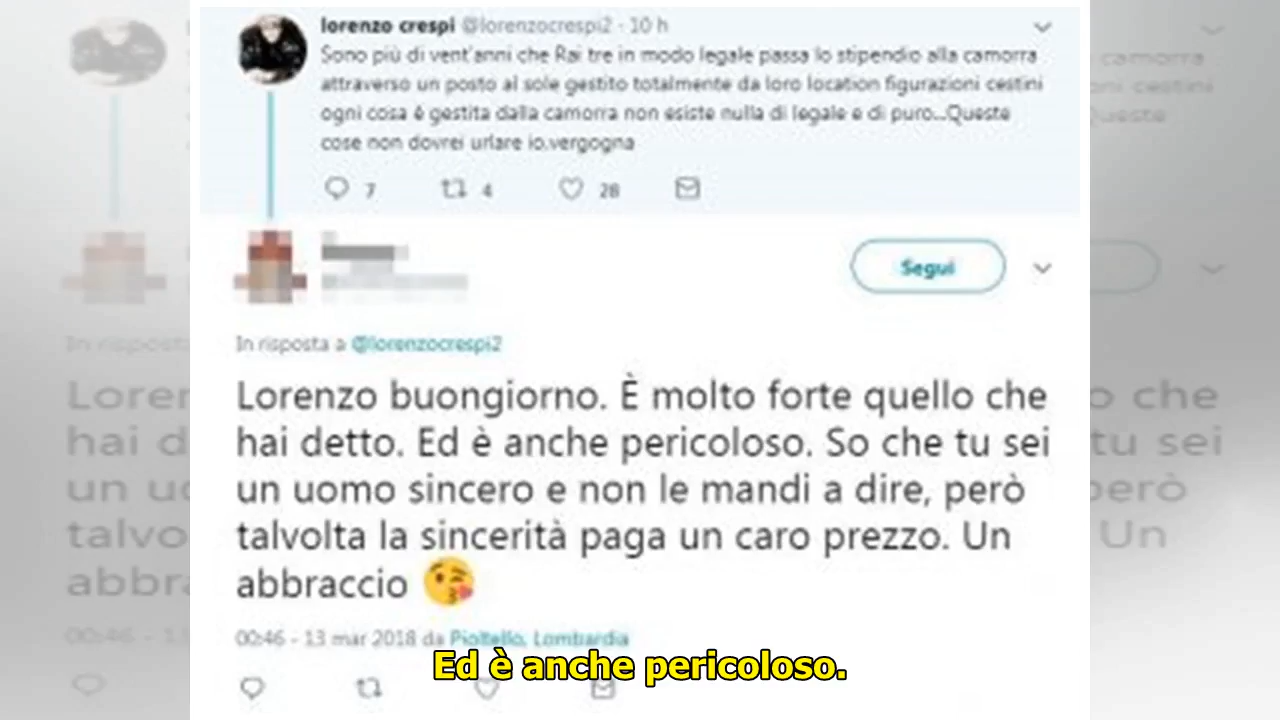 lorenzo crespi @lorenzocrespi2 · 10 h
Sono più di vent'anni che Rai tre in modo legale passa lo stipendio alla camorra
attraverso un posto al sole gestito totalmente da loro location figurazioni cestini
ogni cosa è gestita dalla camorra non esiste nulla di legale e di puro...Queste
cose non dovrei urlare io.vergogna
7 4 28
Segui
In risposta a @lorenzocrespi2
Lorenzo buongiorno. È molto forte quello che
hai detto. Ed è anche pericoloso. So che tu sei
un uomo sincero e non le mandi a dire, però
talvolta la sincerità paga un caro prezzo. Un
abbraccio 😘
00:46 - 13 mar 2018 da Pioltello, Lombardia
Ed è anche pericoloso.